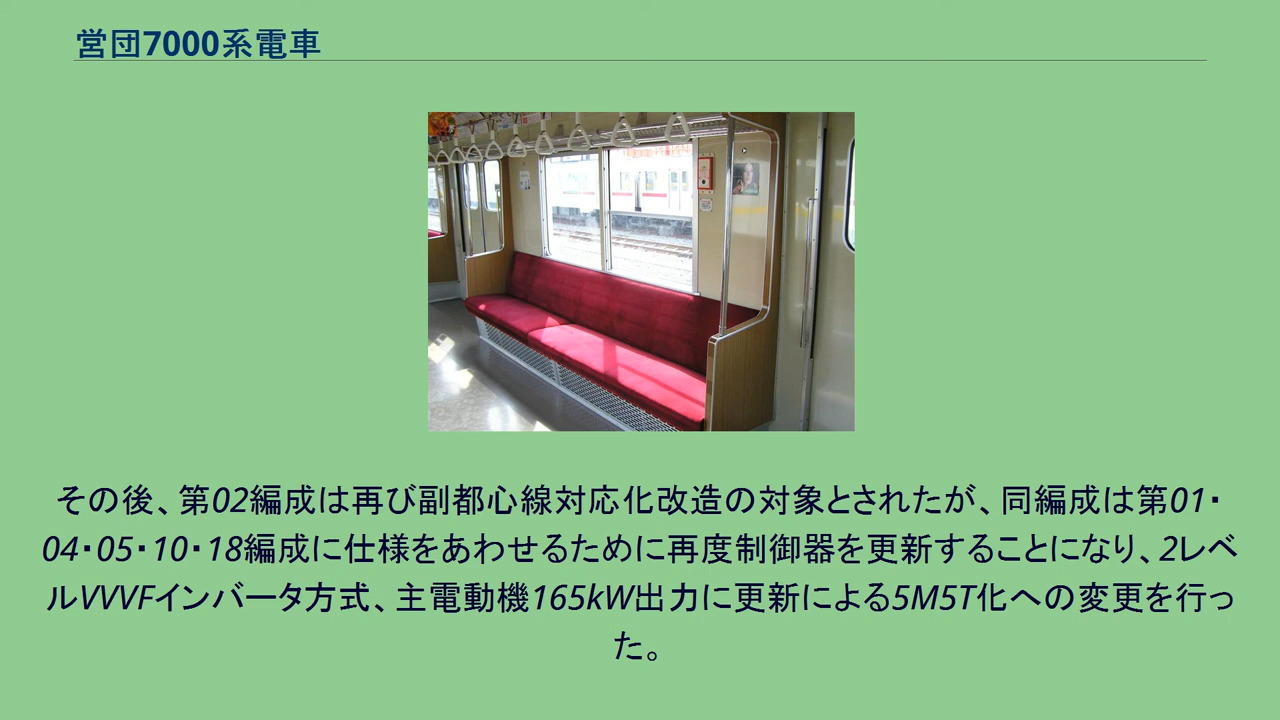 営団7000系電車
その後、第02編成は再び副都心線対応化改造の対象とされたが、同編成は第01・
04・05・10・18編成に仕様をあわせるために再度制御器を更新することになり、2レベ
ルVVVFインバータ方式、主電動機165kW出力に更新による5M5T化への変更を行っ
た。